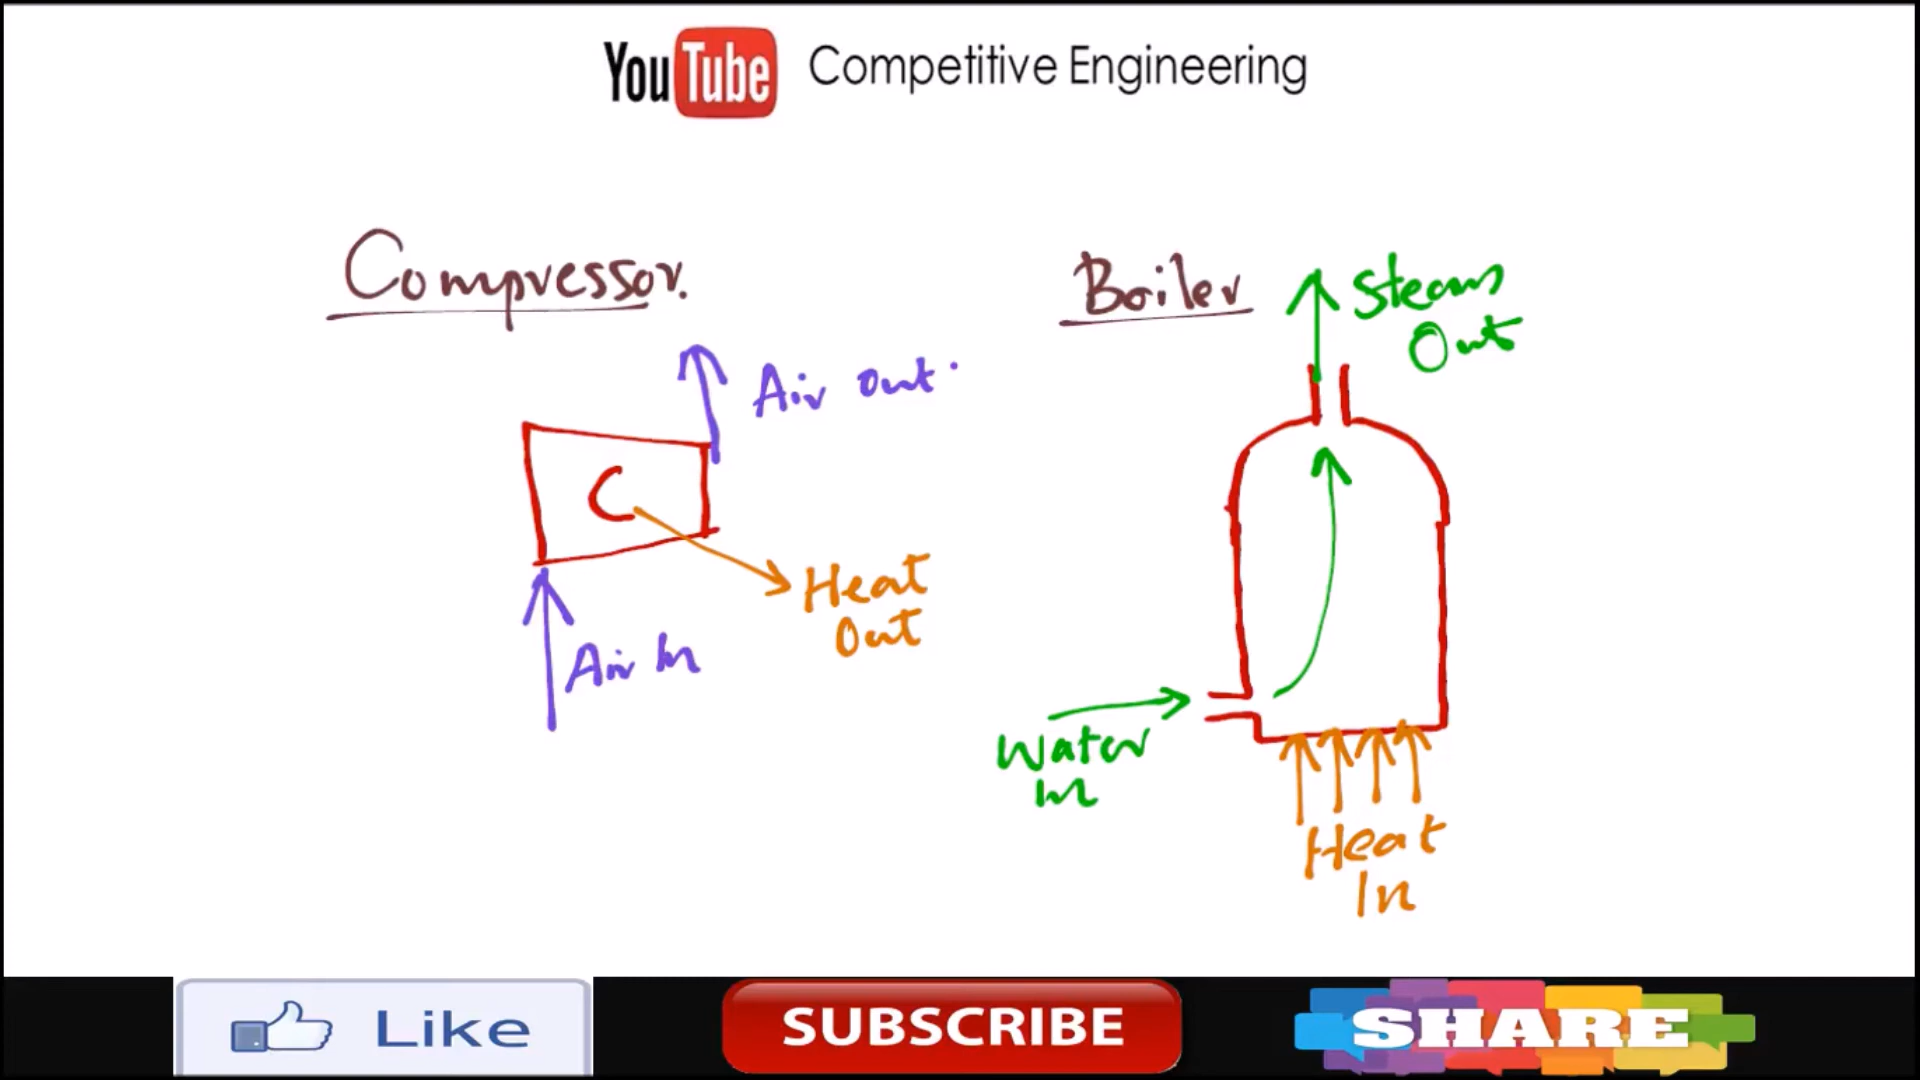 YouTube Competitive Engineering
Compressor.
Air out.
C
Heat
Out
Air In
Boiler
Steam
Out
Water
In
Heat
In
Like
SUBSCRIBE
SHARE